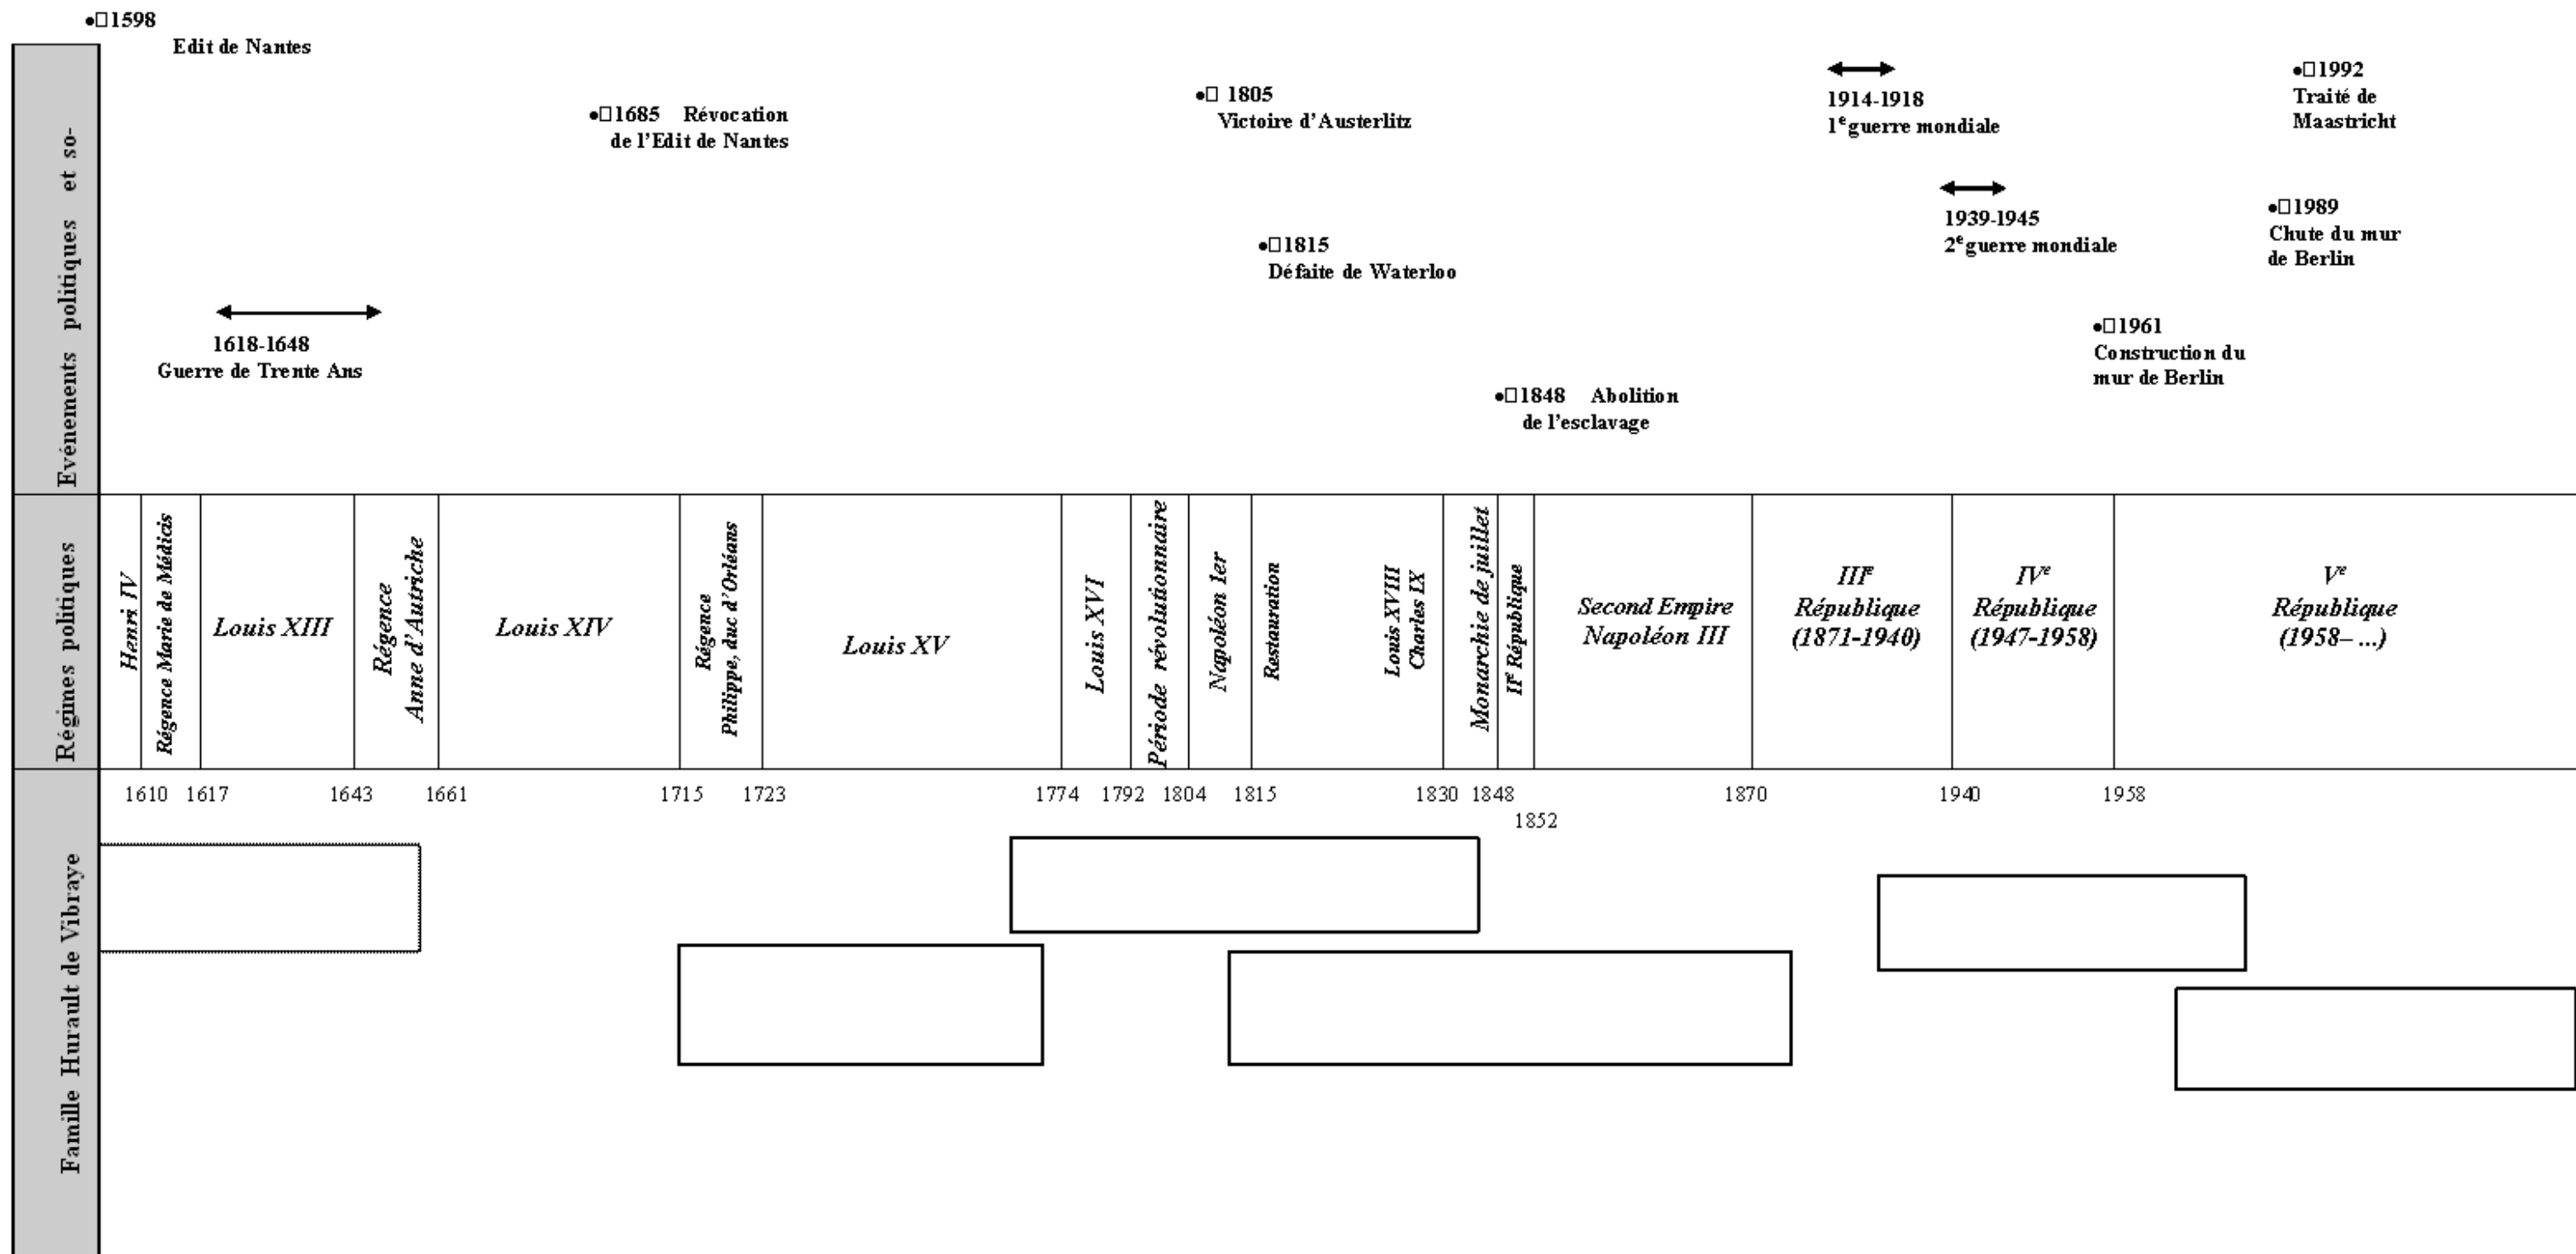 •□1598
Edit de Nantes
•□1685 Révocation
de l'Edit de Nantes
•□ 1805
Victoire d'Austerlitz
1914-1918
1e guerre mondiale
•□1992
Traité de
Maastricht
1939-1945
2e guerre mondiale
•□1989
Chute du mur
de Berlin
•□1815
Défaite de Waterloo
1618-1648
Guerre de Trente Ans
•□1961
Construction du
mur de Berlin
•□1848 Abolition
de l'esclavage
Evénements politiques et so-
Régimes politiques
Henri IV
Régence Marie de Médicis
Louis XIII
Régence
Anne d'Autriche
Louis XIV
Régence
Philippe, duc d'Orléans
Louis XV
Louis XVI
Période révolutionnaire
Napoléon 1er
Restauration
Louis XVIII
Charles IX
Monarchie de juillet
IIe République
Second Empire
Napoléon III
IIIe
République
(1871-1940)
IVe
République
(1947-1958)
Ve
République
(1958– ...)
1610 1617 1643 1661 1715 1723 1774 1792 1804 1815 1830 1848 1870 1940 1958
1852
Famille Hurault de Vibraye